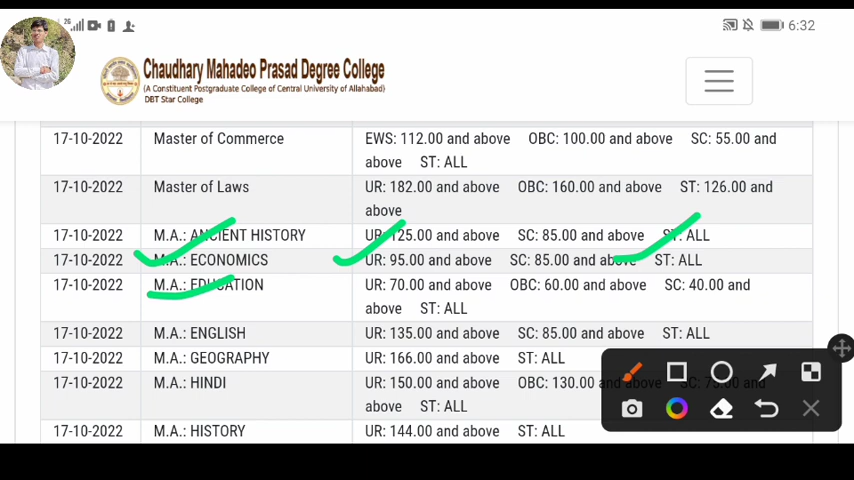 2G 6:32
Chaudhary Mahadeo Prasad Degree College
(A Constituent Postgraduate College of Central University of Allahabad)
DBT Star College
17-10-2022 Master of Commerce EWS: 112.00 and above OBC: 100.00 and above SC: 55.00 and
above ST: ALL
17-10-2022 Master of Laws UR: 182.00 and above OBC: 160.00 and above ST: 126.00 and
above
17-10-2022 M.A.: ANCIENT HISTORY UR: 125.00 and above SC: 85.00 and above ST: ALL
17-10-2022 M.A.: ECONOMICS UR: 95.00 and above SC: 85.00 and above ST: ALL
17-10-2022 M.A.: EDUCATION UR: 70.00 and above OBC: 60.00 and above SC: 40.00 and
above ST: ALL
17-10-2022 M.A.: ENGLISH UR: 135.00 and above SC: 85.00 and above ST: ALL
17-10-2022 M.A.: GEOGRAPHY UR: 166.00 and above ST: ALL
17-10-2022 M.A.: HINDI UR: 150.00 and above OBC: 130.00 and above SC: 75.00 and
above ST: ALL
17-10-2022 M.A.: HISTORY UR: 144.00 and above ST: ALL